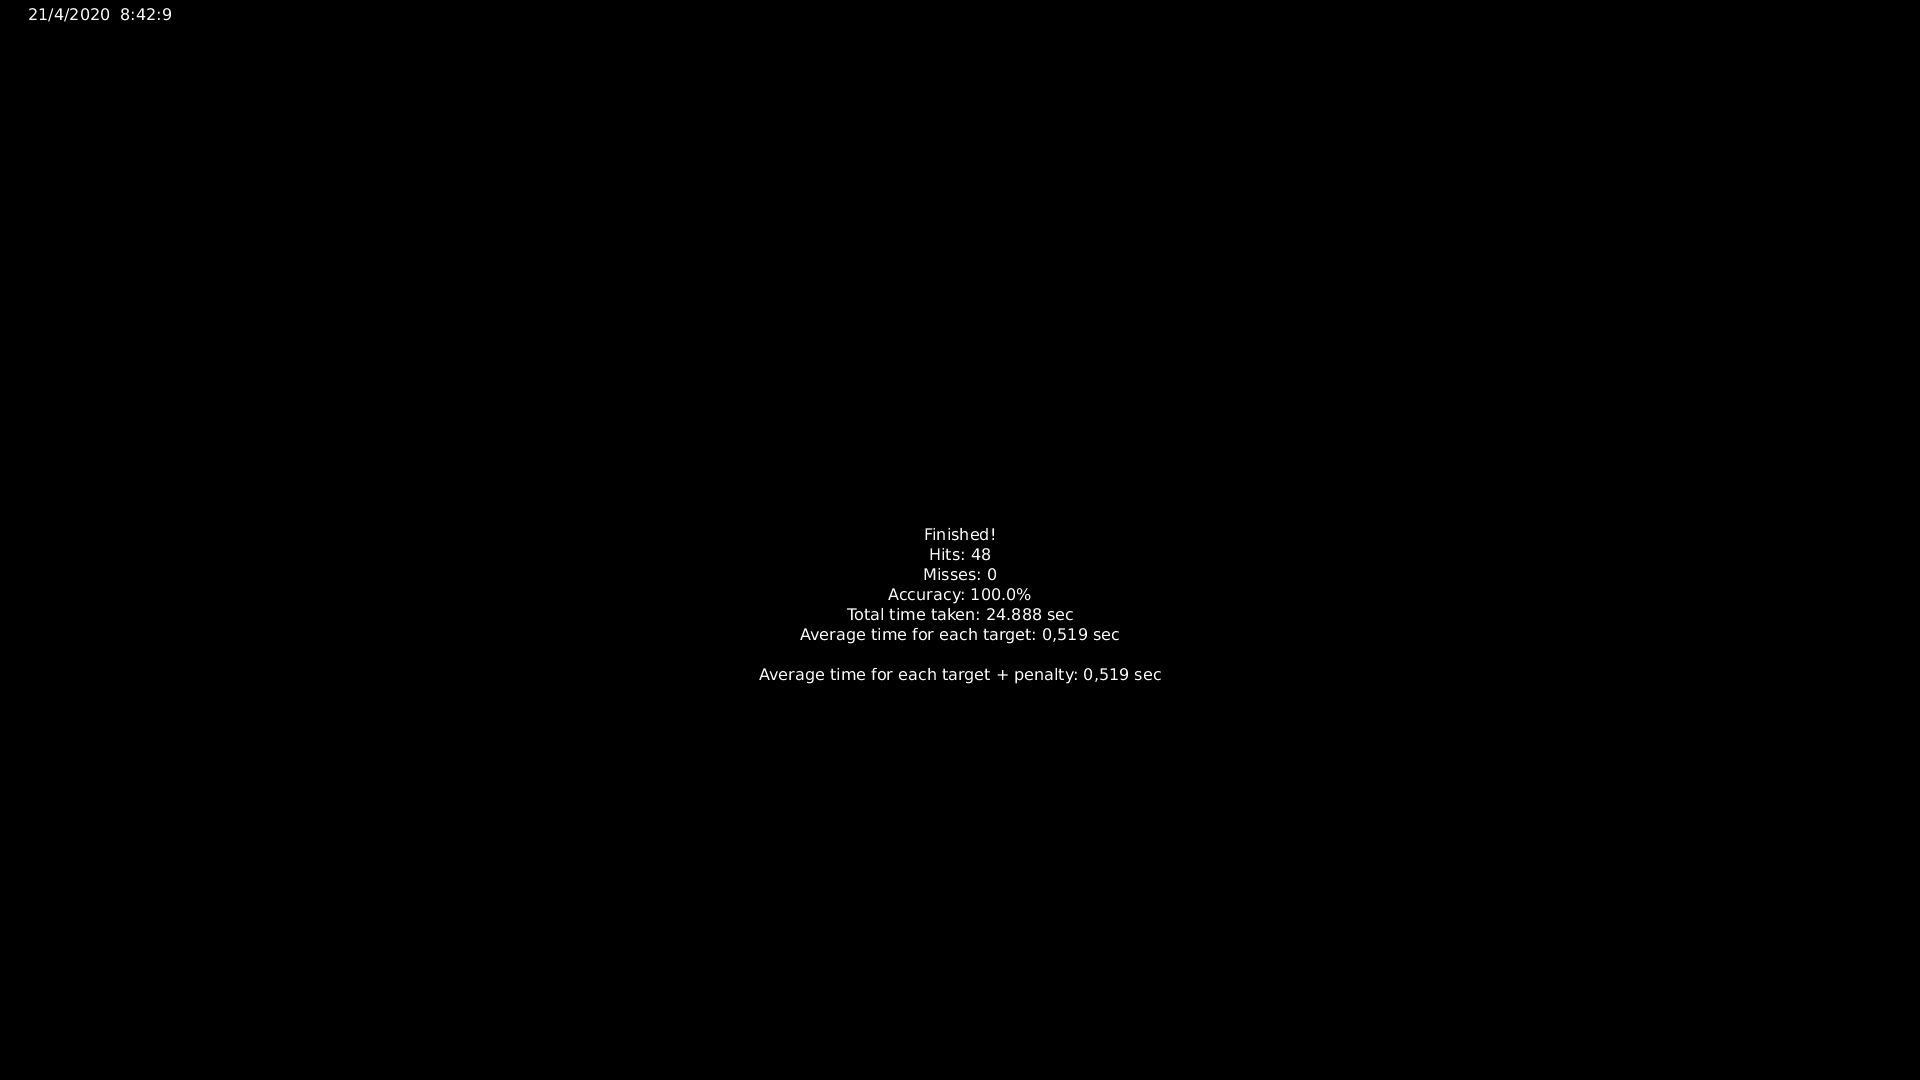 21/4/2020  8:42:9
Finished!
Hits: 48
Misses: 0
Accuracy: 100.0%
Total time taken: 24.888 sec
Average time for each target: 0,519 sec
Average time for each target + penalty: 0,519 sec